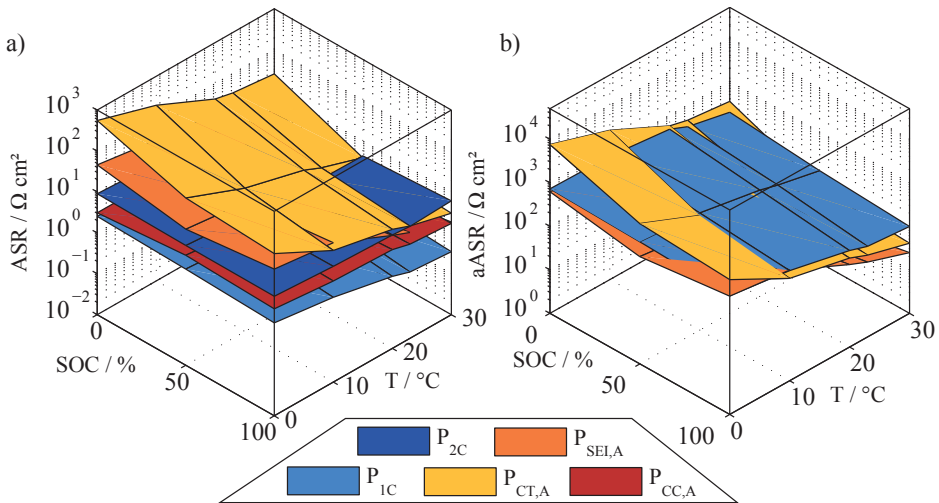 a)
ASR / Ω cm²
10³
10²
10¹
10⁰
10⁻¹
10⁻²
0
50
100
SOC / %
0
10
20
30
T / °C
b)
aASR / Ω cm²
10⁴
10³
10²
10¹
10⁰
0
50
100
SOC / %
0
10
20
30
T / °C
P2C
PSEI,A
P1C
PCT,A
PCC,A